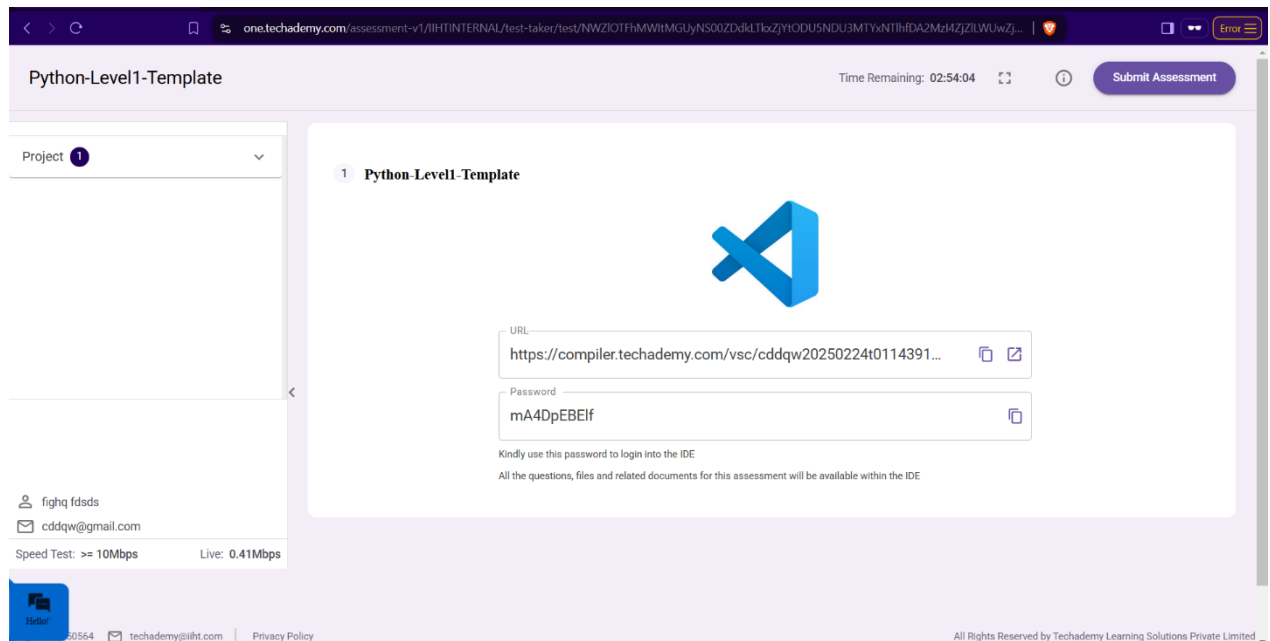 one.techademy.com/assessment-v1/IIHTINTERNAL/test-taker/test/NWZlOTFhMWItMGUyNS00ZDdkLTkxZjYtODU5NDU3MTYxNTlhfDA2MzI4ZjZlLWUwZj...
Error
Python-Level1-Template
Time Remaining: 02:54:04
Submit Assessment
Project 1
1 Python-Level1-Template
URL
https://compiler.techademy.com/vsc/cddqw20250224t0114391...
Password
mA4DpEBElf
Kindly use this password to login into the IDE
All the questions, files and related documents for this assessment will be available within the IDE
fighq fdsds
cddqw@gmail.com
Speed Test: >= 10Mbps Live: 0.41Mbps
Hello!
50564 techademy@iiht.com Privacy Policy
All Rights Reserved by Techademy Learning Solutions Private Limited